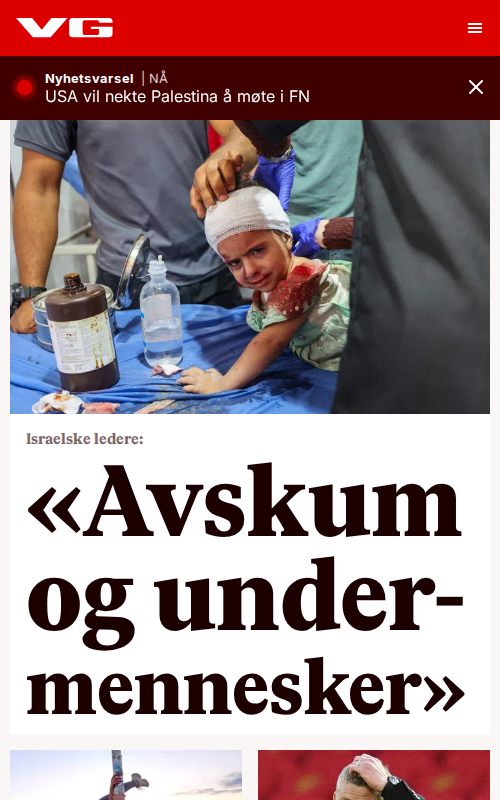 VG
Nyhetsvarsel | NÅ
USA vil nekte Palestina å møte i FN
Israelske ledere:
«Avskum
og under-
mennesker»